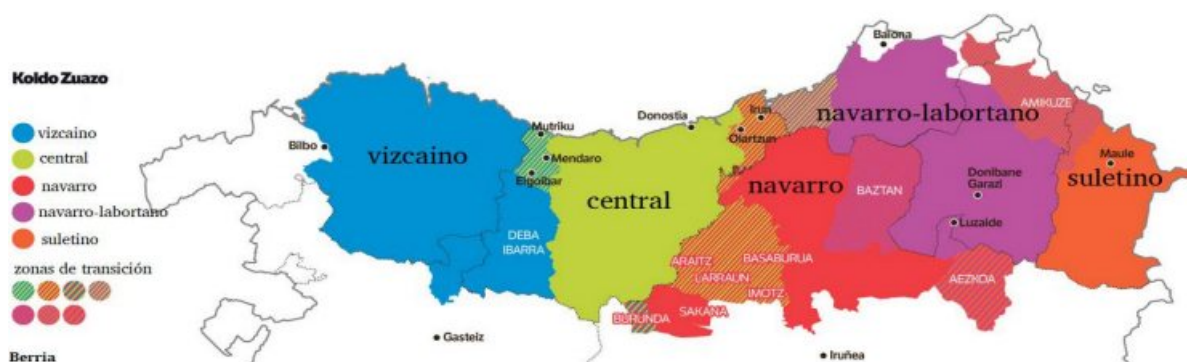 Koldo Zuazo
vizcaino
central
navarro
navarro-labortano
suletino
zonas de transición
Berria
Baiona
Bilbo
vizcaino
Mutriku
Mendaro
Elgoibar
DEBA
IBARRA
Donostia
central
Irun
Oiartzun
navarro
navarro-labortano
AMIKUZE
Maule
suletino
Donibane
Garazi
Luzaide
BAZTAN
AEZKOA
ARAITZ
LARRAUN
BASABURUA
IMOTZ
BURUNDA
SAKANA
Gasteiz
Iruñea